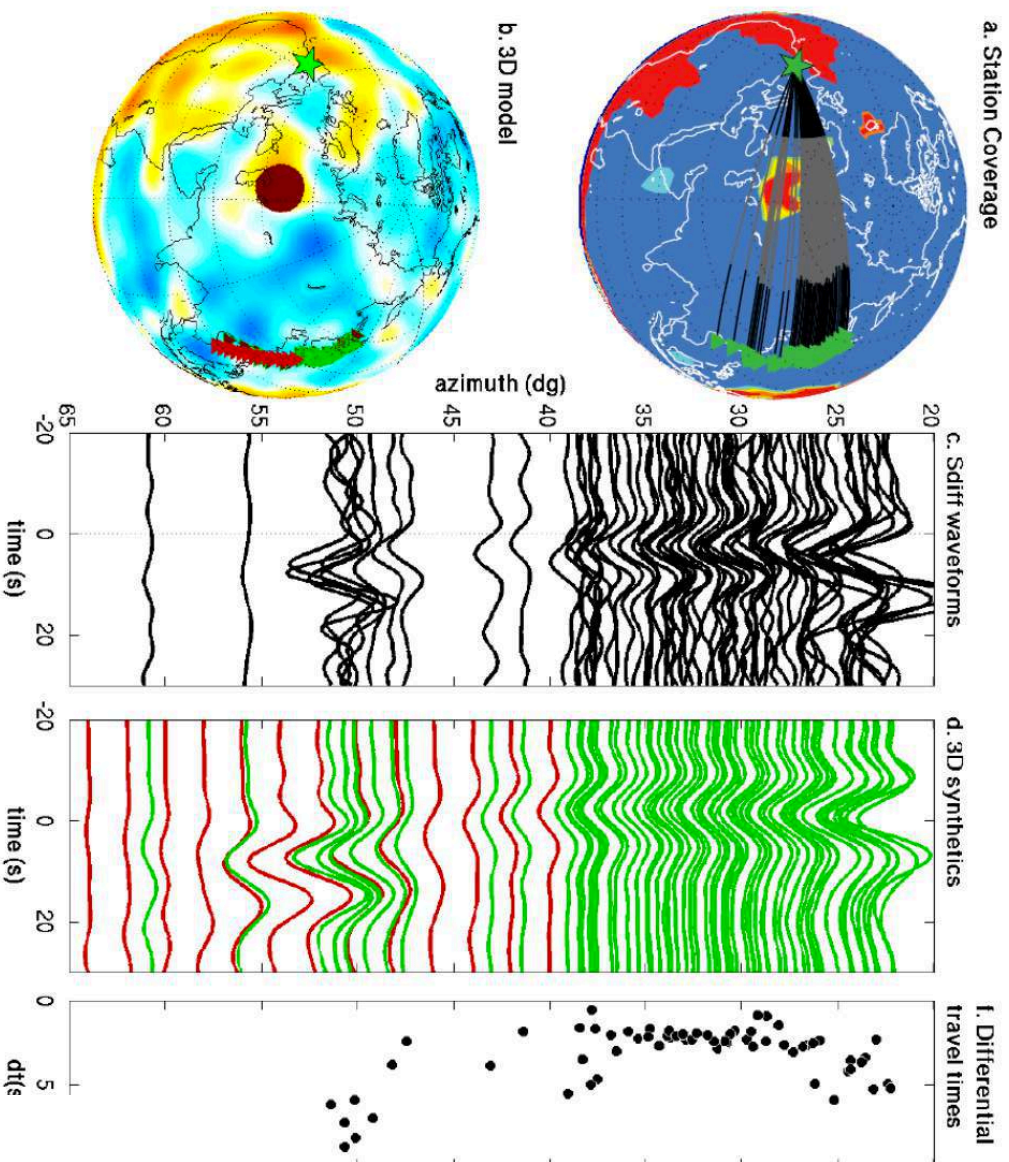 a. Station Coverage
b. 3D model
c. Sdiff waveforms
azimuth (dg)
20
25
30
35
40
45
50
55
60
65
-20
0
20
time (s)
d. 3D synthetics
-20
0
20
time (s)
f. Differential
travel times
0
5
dt(s